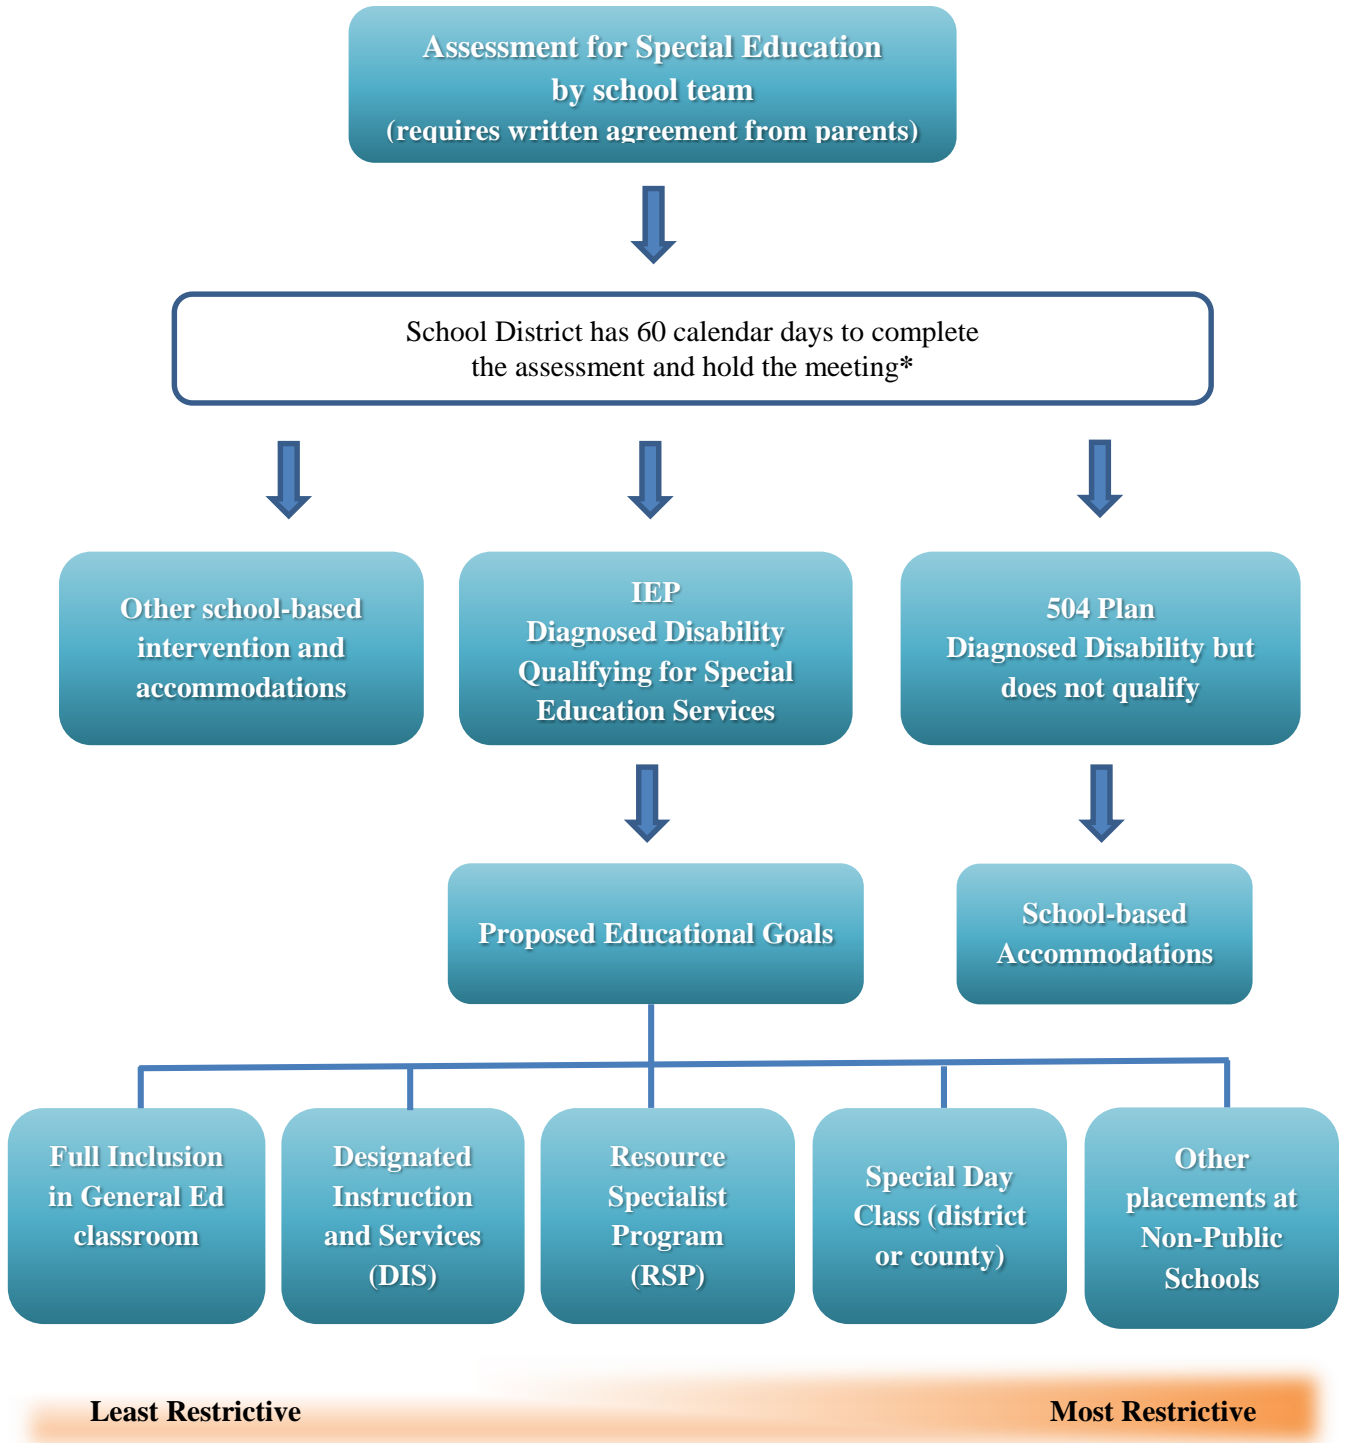 Assessment for Special Education
by school team
(requires written agreement from parents)
School District has 60 calendar days to complete
the assessment and hold the meeting*
Other school-based
intervention and
accommodations
IEP
Diagnosed Disability
Qualifying for Special
Education Services
504 Plan
Diagnosed Disability but
does not qualify
Proposed Educational Goals
School-based
Accommodations
Full Inclusion
in General Ed
classroom
Designated
Instruction
and Services
(DIS)
Resource
Specialist
Program
(RSP)
Special Day
Class (district
or county)
Other
placements at
Non-Public
Schools
Least Restrictive
Most Restrictive